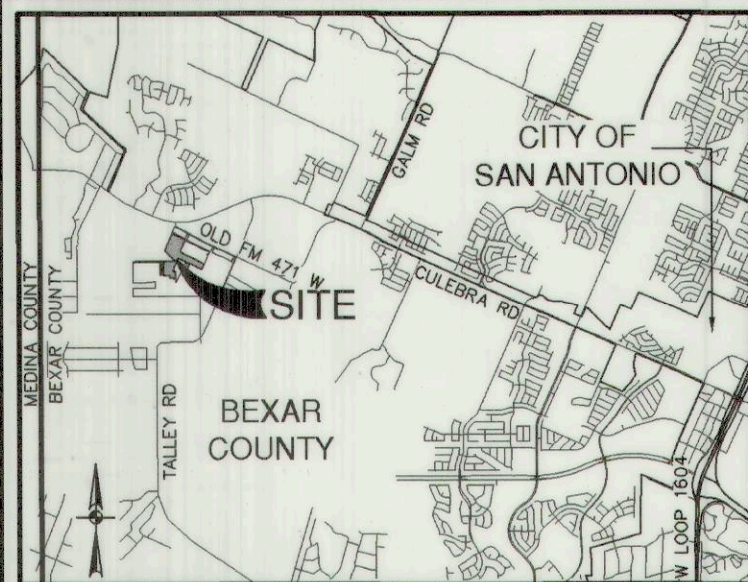 CITY OF
SAN ANTONIO
GALM RD
OLD FM 471 W
CULEBRA RD
SITE
MEDINA COUNTY
BEXAR COUNTY
TALLEY RD
BEXAR
COUNTY
W LOOP 1604